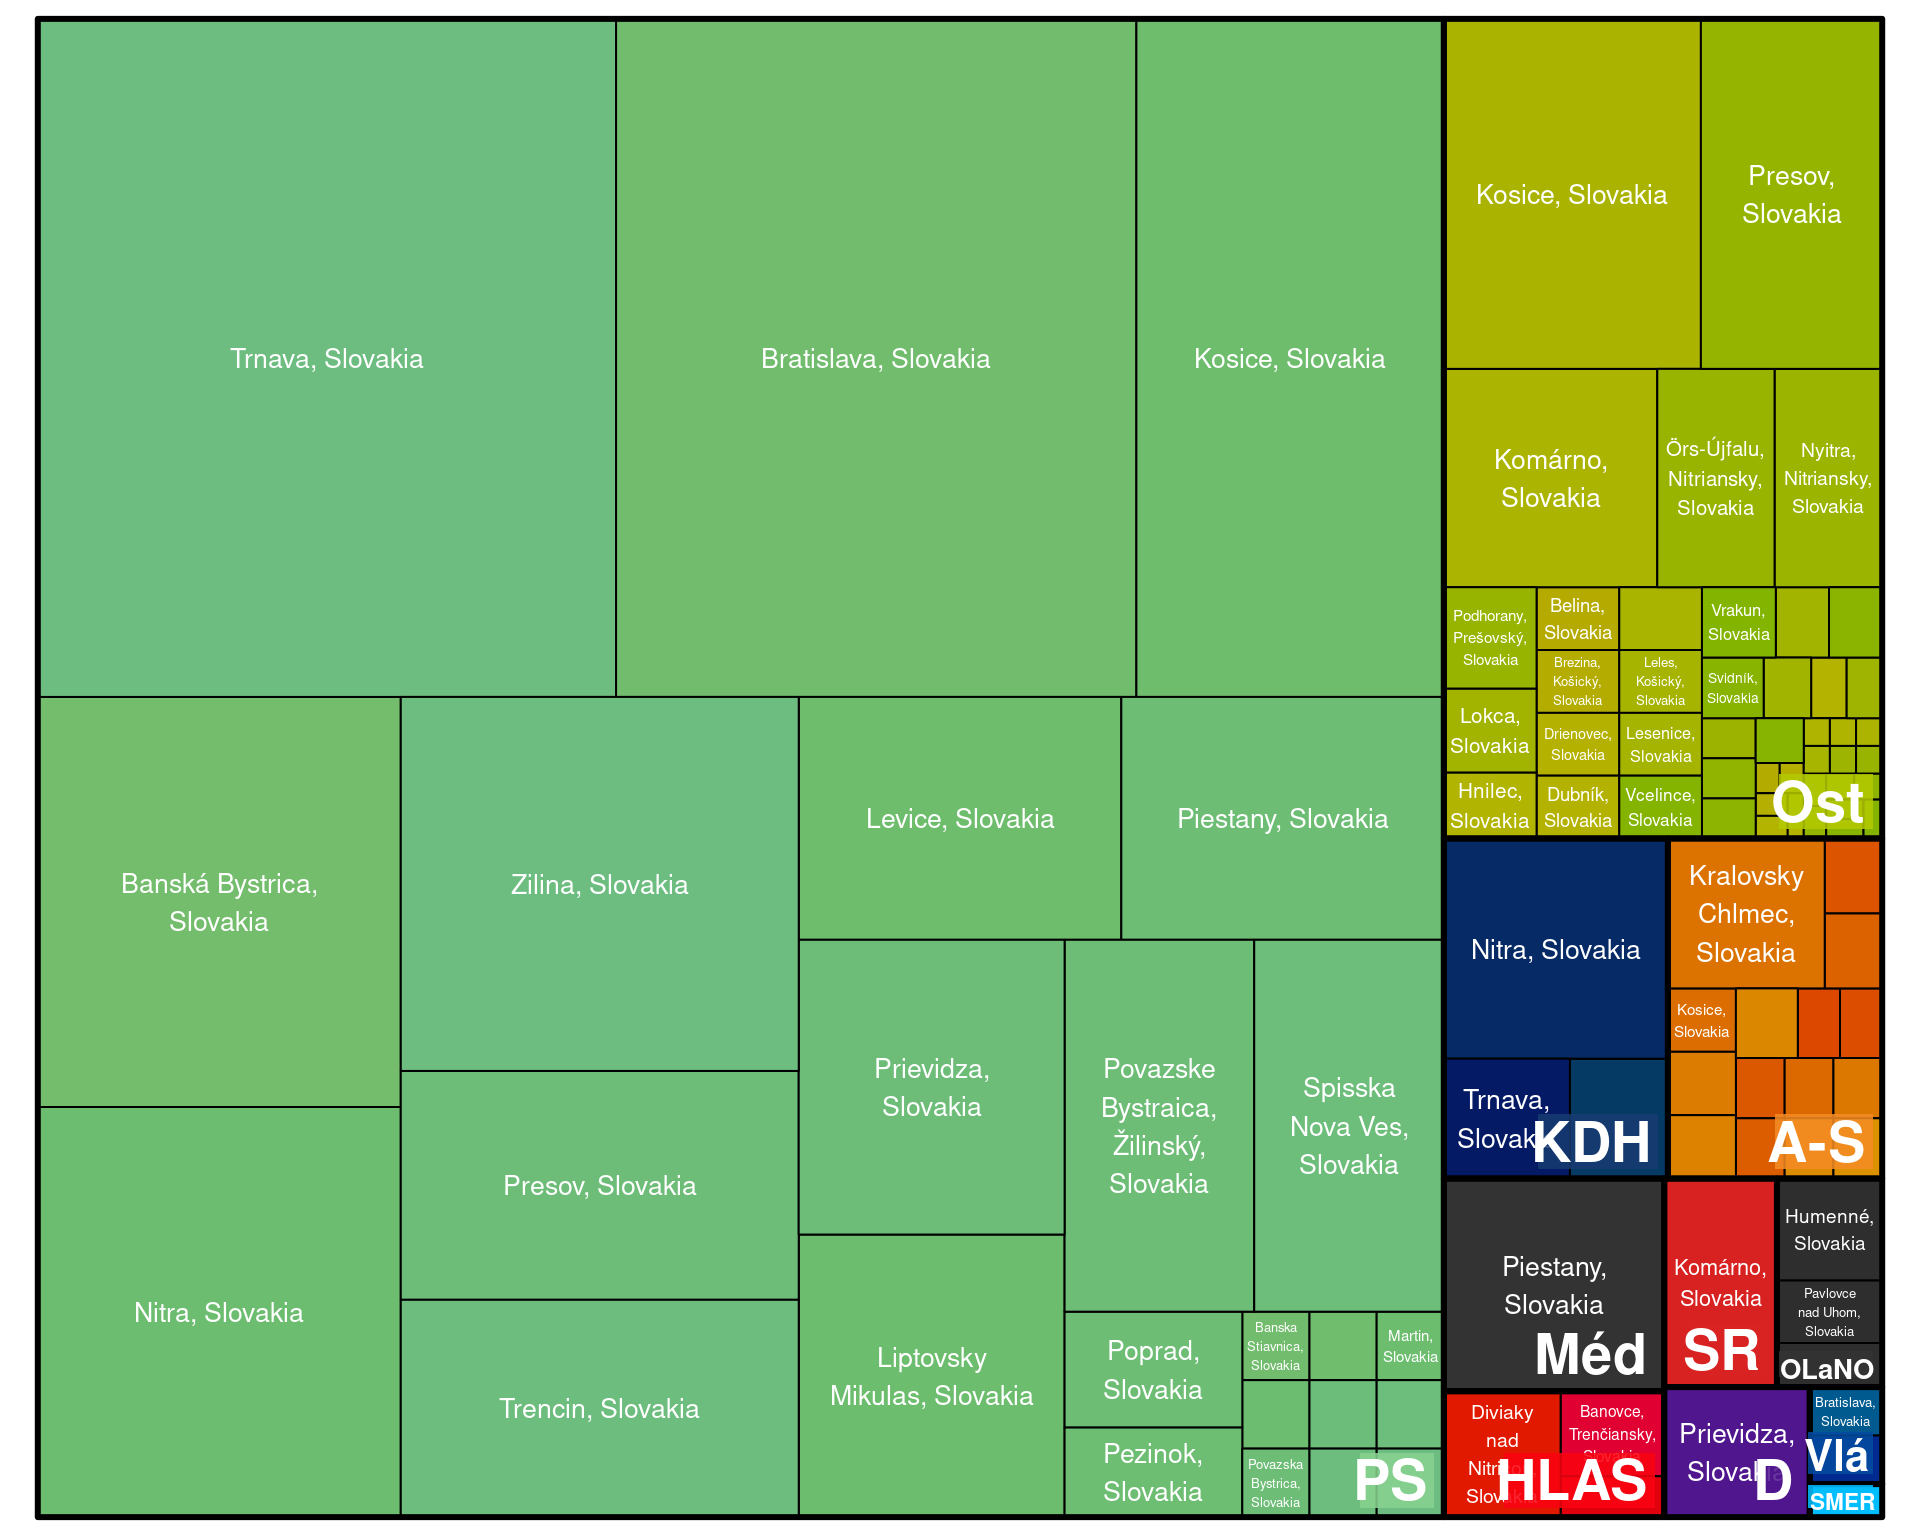 Trnava, Slovakia
Bratislava, Slovakia
Kosice, Slovakia
Banská Bystrica,
Slovakia
Nitra, Slovakia
Zilina, Slovakia
Presov, Slovakia
Trencin, Slovakia
Levice, Slovakia
Piestany, Slovakia
Prievidza,
Slovakia
Liptovsky
Mikulas, Slovakia
Povazske
Bystraica,
Žilinský,
Slovakia
Spisska
Nova Ves,
Slovakia
Poprad,
Slovakia
Pezinok,
Slovakia
Banska
Stiavnica,
Slovakia
Martin,
Slovakia
Povazska
Bystrica,
Slovakia
PS
Kosice, Slovakia
Presov,
Slovakia
Komárno,
Slovakia
Örs-Újfalu,
Nitriansky,
Slovakia
Nyitra,
Nitriansky,
Slovakia
Podhorany,
Prešovský,
Slovakia
Lokca,
Slovakia
Hnilec,
Slovakia
Belina,
Slovakia
Brezina,
Košický,
Slovakia
Drienovec,
Slovakia
Dubník,
Slovakia
Leles,
Košický,
Slovakia
Lesenice,
Slovakia
Vcelince,
Slovakia
Vrakun,
Slovakia
Svidník,
Slovakia
Ost
Nitra, Slovakia
Trnava,
Slovak
KDH
Kralovsky
Chlmec,
Slovakia
Kosice,
Slovakia
A-S
Piestany,
Slovakia
Méd
Komárno,
Slovakia
SR
Humenné,
Slovakia
Pavlovce
nad Uhom,
Slovakia
OLaNO
Diviaky
nad
Nitri
Slovakia
Banovce,
Trenčiansky,
Slovakia
HLAS
Prievidza,
Slovakia
D
Bratislava,
Slovakia
Vlá
SMER